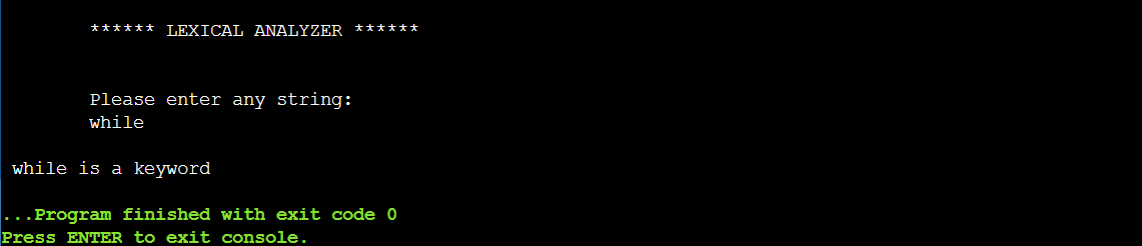 ****** LEXICAL ANALYZER ******
Please enter any string:
while
while is a keyword
...Program finished with exit code 0
Press ENTER to exit console.